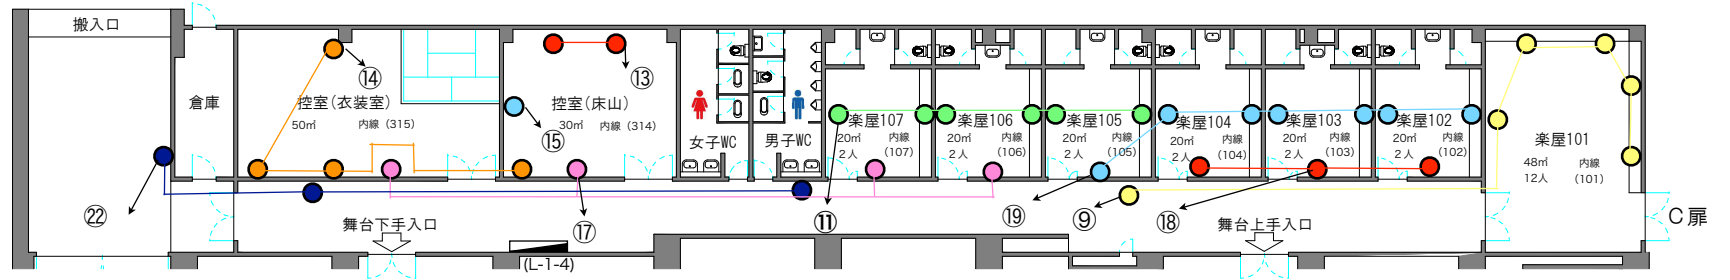 搬入口
倉庫
⑭
控室(衣装室)
50㎡ 内線(315)
⑬
控室(床山)
30㎡ 内線(314)
⑮
女子WC
男子WC
楽屋107
20㎡ 内線
2人 (107)
楽屋106
20㎡ 内線
2人 (106)
楽屋105
20㎡ 内線
2人 (105)
楽屋104
20㎡ 内線
2人 (104)
楽屋103
20㎡ 内線
2人 (103)
楽屋102
20㎡ 内線
2人 (102)
楽屋101
48㎡ 内線
12人 (101)
㉒
舞台下手入口
⑰
(L-1-4)
⑪
⑲
⑨
⑱
舞台上手入口
C扉